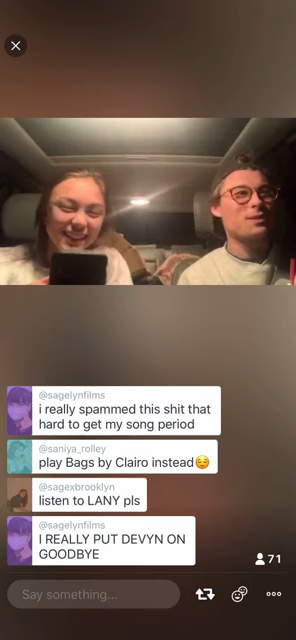 @sagelynfilms
i really spammed this shit that
hard to get my song period
@saniya_rolley
play Bags by Clairo instead😌
@sagexbrooklyn
listen to LANY pls
@sagelynfilms
I REALLY PUT DEVYN ON
GOODBYE
71
Say something...